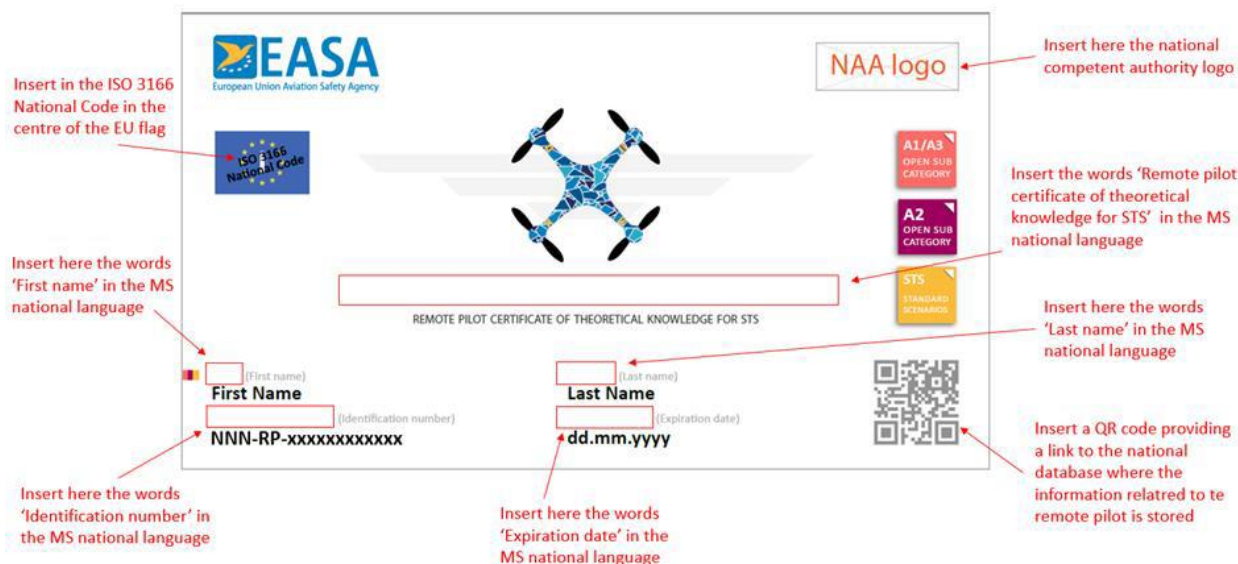 EASA
European Union Aviation Safety Agency
NAA logo
Insert here the national
competent authority logo
Insert in the ISO 3166
National Code in the
centre of the EU flag
ISO 3166
National Code
A1/A3
OPEN SUB
CATEGORY
A2
OPEN SUB
CATEGORY
STS
STANDARD
SCENARIOS
Insert the words ‘Remote pilot
certificate of theoretical
knowledge for STS’ in the MS
national language
REMOTE PILOT CERTIFICATE OF THEORETICAL KNOWLEDGE FOR STS
Insert here the words
‘First name’ in the MS
national language
Insert here the words
‘Last name’ in the MS
national language
(First name)
First Name
(Last name)
Last Name
(Identification number)
NNN-RP-xxxxxxxxxxxx
(Expiration date)
dd.mm.yyyy
Insert a QR code providing
a link to the national
database where the
information relatred to te
remote pilot is stored
Insert here the words
‘Identification number’ in
the MS national language
Insert here the words
‘Expiration date’ in the
MS national language